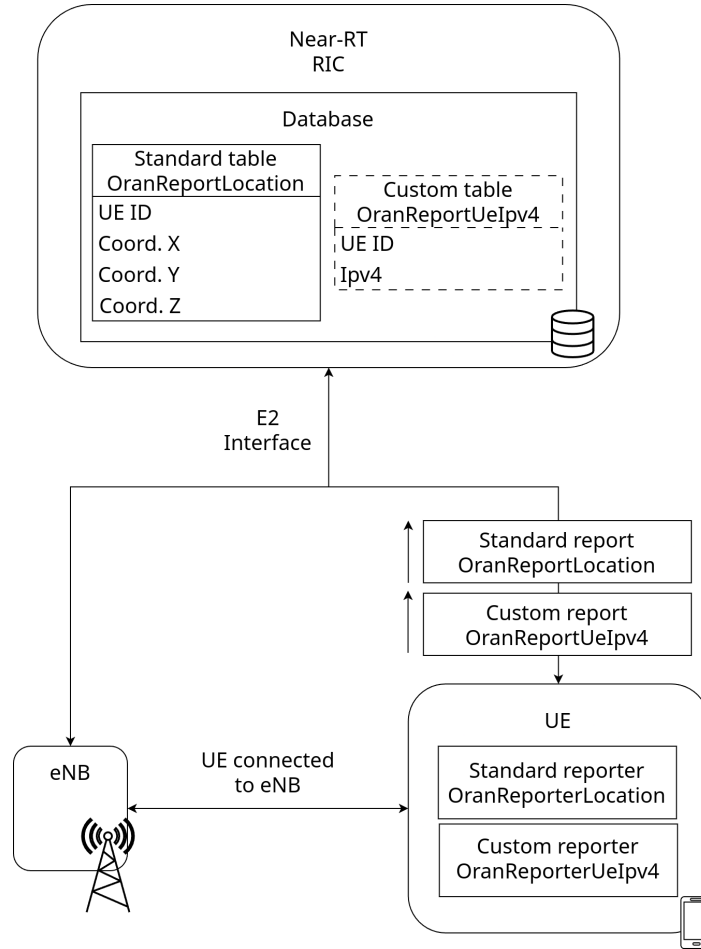 Near-RT
RIC
Database
Standard table
OranReportLocation
UE ID
Coord. X
Coord. Y
Coord. Z
Custom table
OranReportUeIpv4
UE ID
Ipv4
E2
Interface
Standard report
OranReportLocation
Custom report
OranReportUeIpv4
UE
Standard reporter
OranReporterLocation
Custom reporter
OranReporterUeIpv4
UE connected
to eNB
eNB